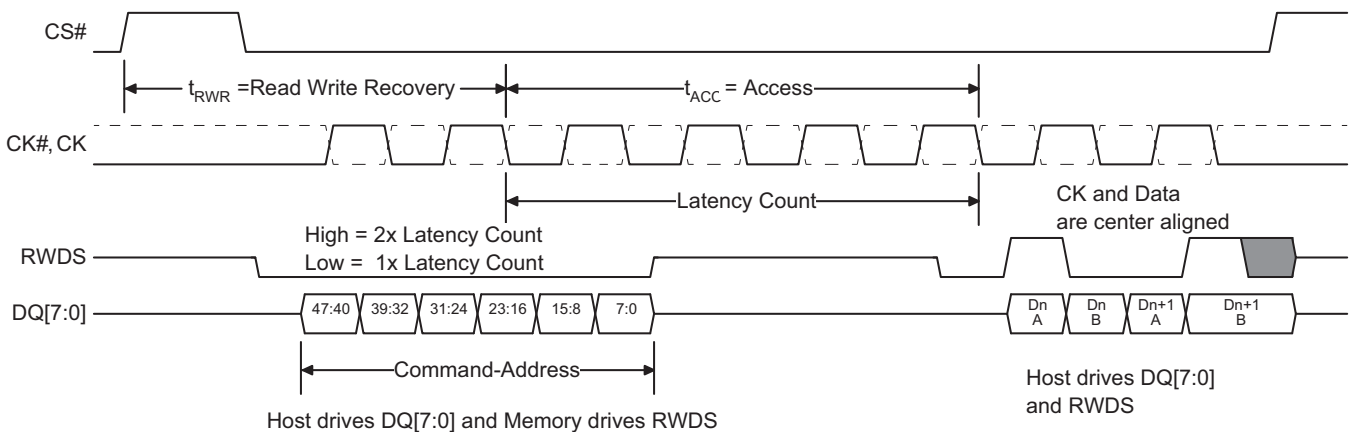 CS#
tRWR =Read Write Recovery
tACC = Access
CK#, CK
Latency Count
CK and Data
are center aligned
High = 2x Latency Count
Low = 1x Latency Count
RWDS
DQ[7:0]
47:40 39:32 31:24 23:16 15:8 7:0
Dn
A
Dn
B
Dn+1
A
Dn+1
B
Command-Address
Host drives DQ[7:0]
and RWDS
Host drives DQ[7:0] and Memory drives RWDS